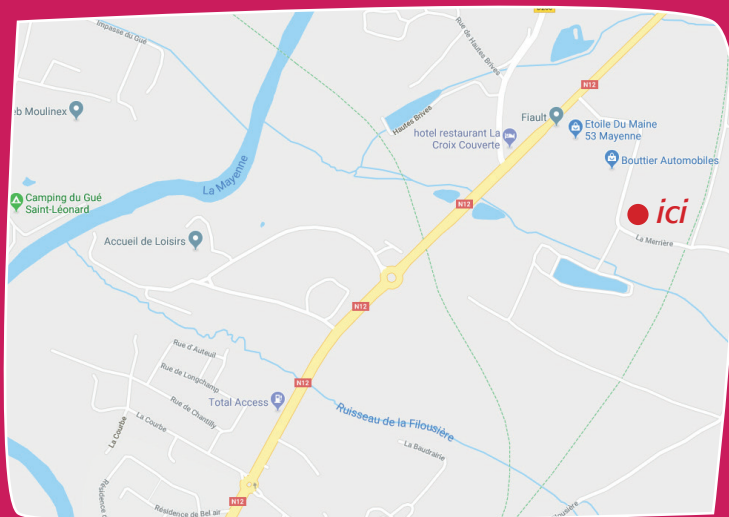 D260
Impasse du Gué
Rue de Hautes Brives
N12
eb Moulinex
Hautes Brives
Fiault
Etoile Du Maine
53 Mayenne
hotel restaurant La
Croix Couverte
Bouttier Automobiles
La Mayenne
Camping du Gué
Saint-Léonard
N12
ici
Accueil de Loisirs
La Merrière
N12
Rue d'Auteuil
Rue de Longchamp
N12
Total Access
Rue de Chantilly
Ruisseau de la Filousière
La Courbe
La Courbe
La Baudrairie
N12
Résidence de Bel air